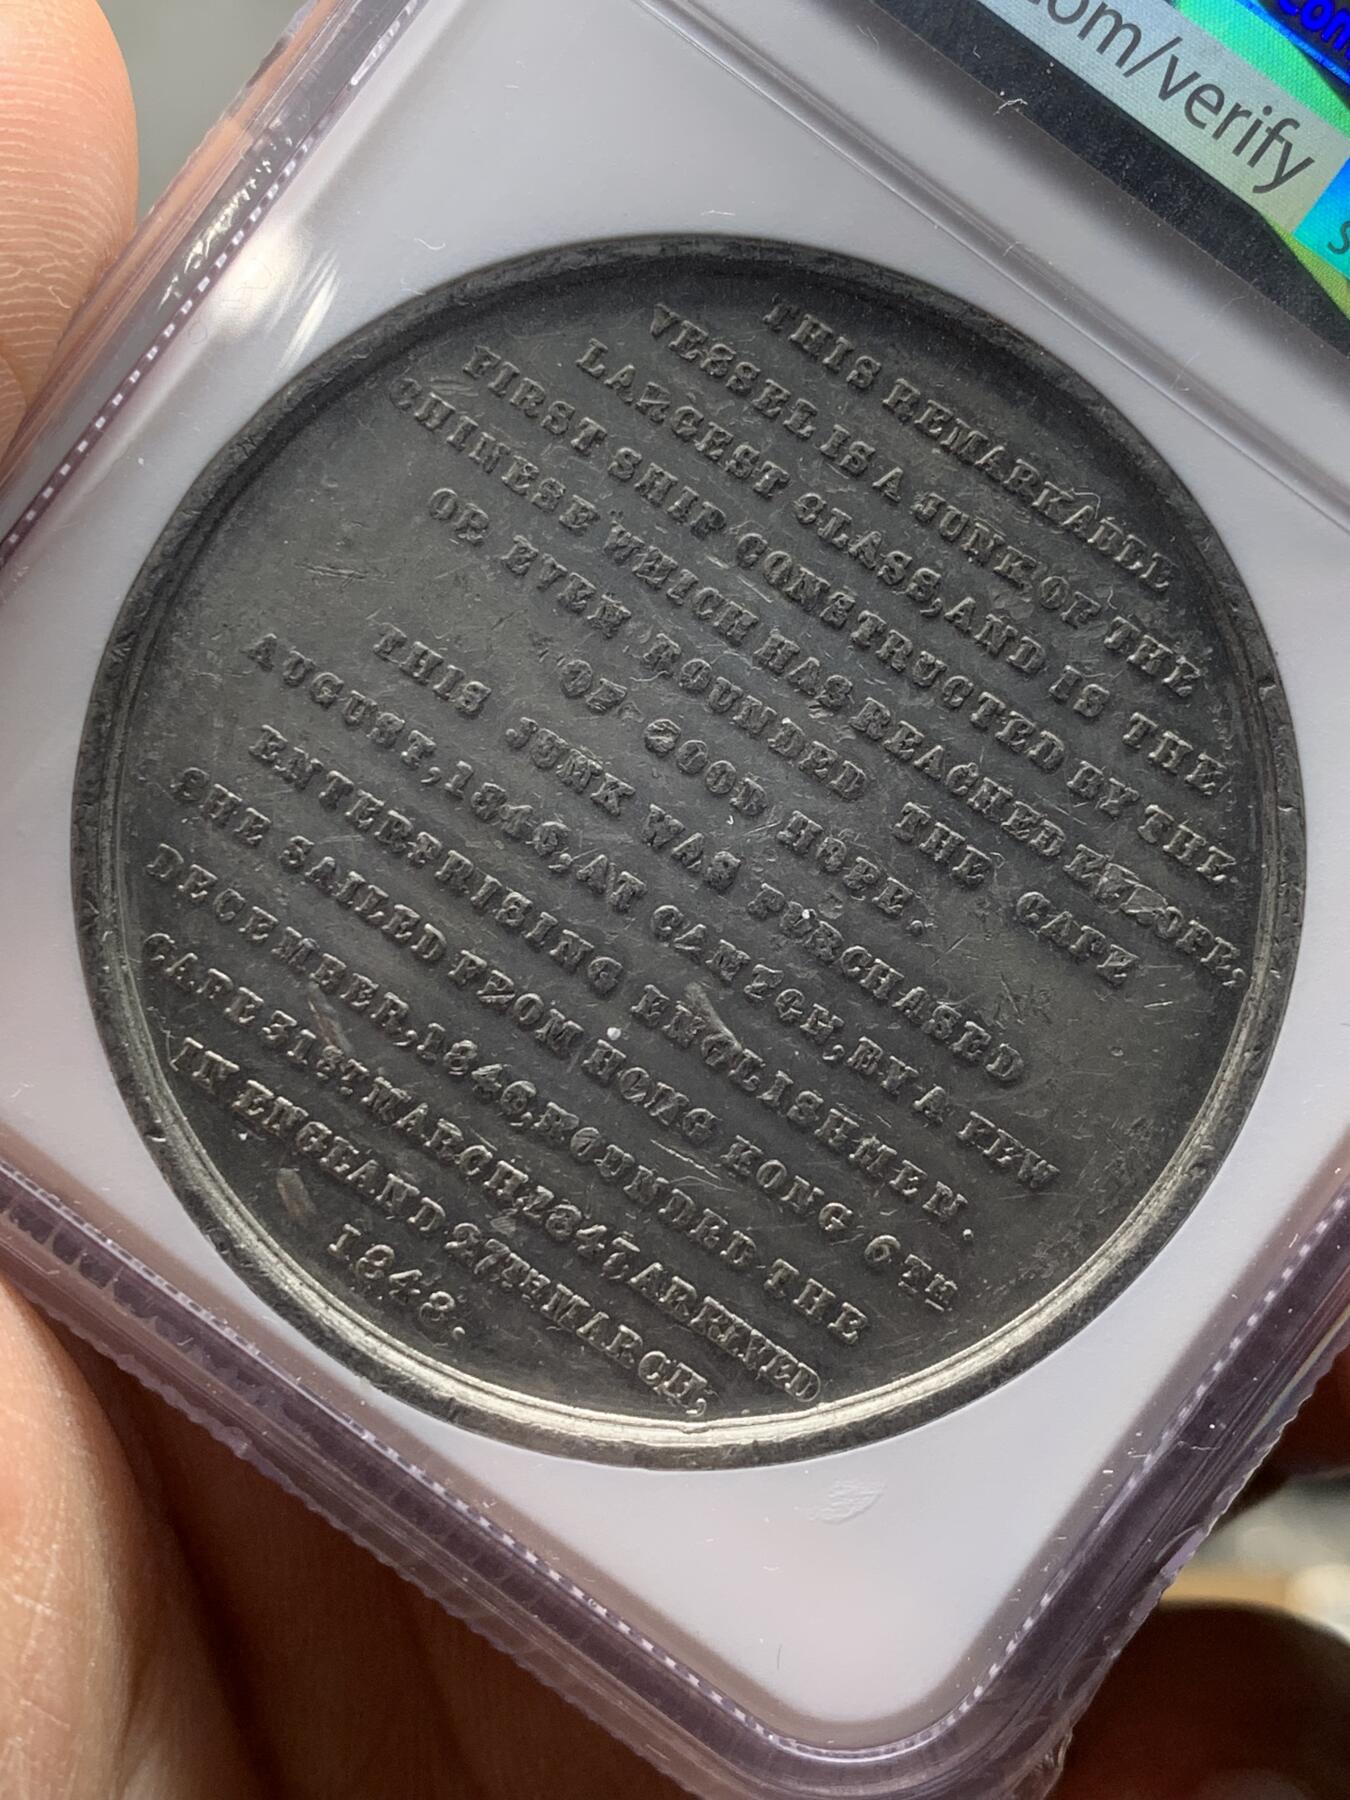 .com/verify
THIS REMARKABLE
VESSEL IS A JUNK OF THE
LARGEST CLASS, AND IS THE
FIRST SHIP CONSTRUCTED BY THE
CHINESE WHICH HAS REACHED EUROPE,
OR EVEN ROUNDED THE CAPE
OF GOOD HOPE.
THIS JUNK WAS PURCHASED
AUGUST, 1846, AT CANTON, BY A FEW
ENTERPRISING ENGLISHMEN.
SHE SAILED FROM HONG KONG 6TH
DECEMBER, 1846, ROUNDED THE
CAPE 31ST MARCH 1847, ARRIVED
IN ENGLAND 27TH MARCH,
1848.